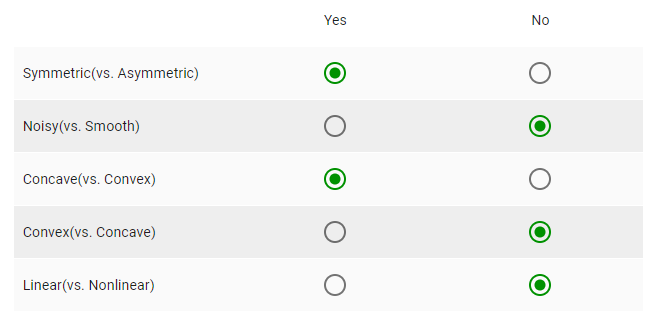 Yes No
Symmetric(vs. Asymmetric)
Noisy(vs. Smooth)
Concave(vs. Convex)
Convex(vs. Concave)
Linear(vs. Nonlinear)